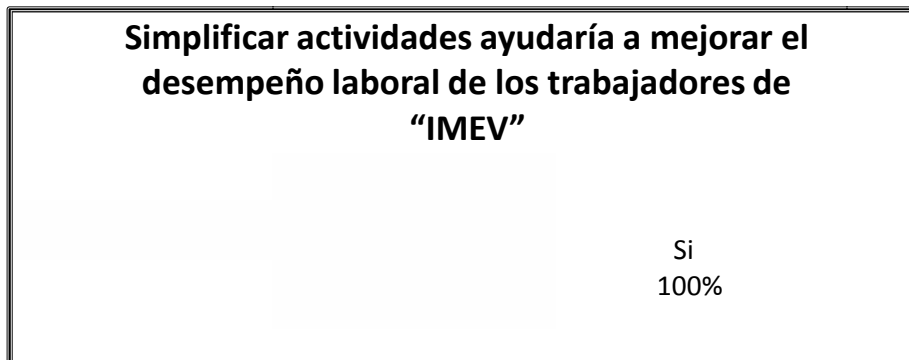 Simplificar actividades ayudaría a mejorar el
desempeño laboral de los trabajadores de
“IMEV”
Si
100%